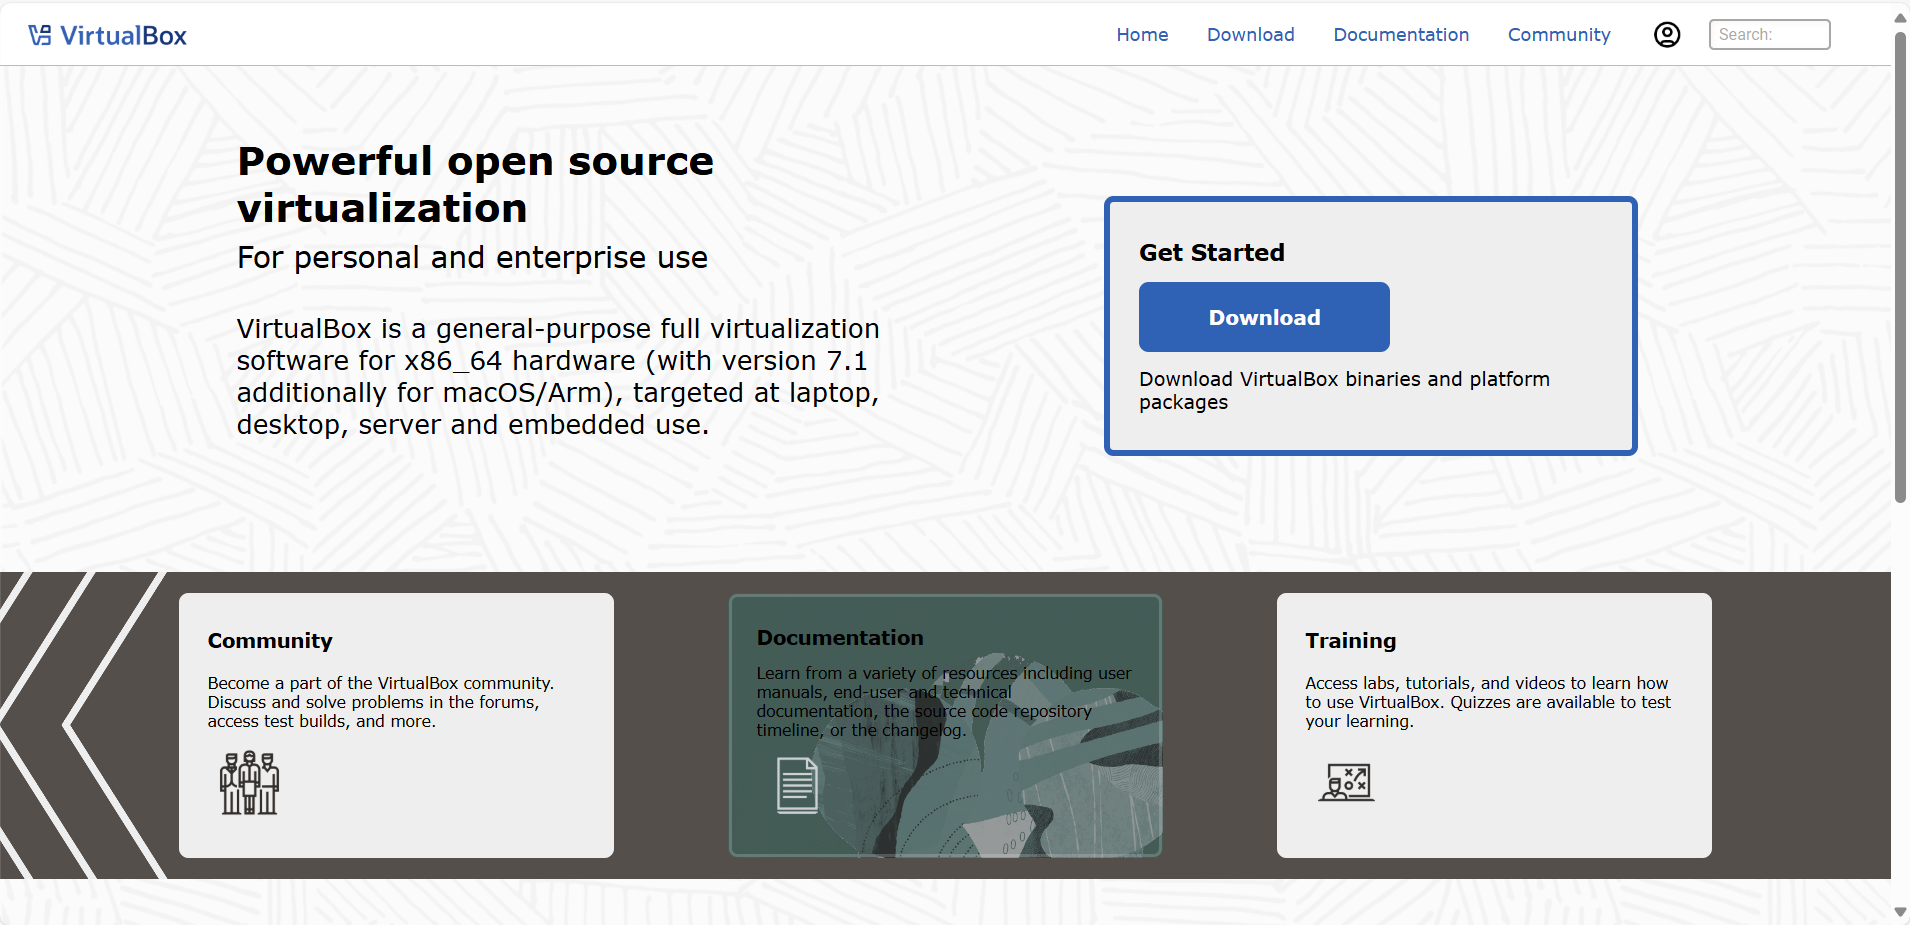 VirtualBox
Home
Download
Documentation
Community
Search:
Powerful open source
virtualization
For personal and enterprise use
VirtualBox is a general-purpose full virtualization
software for x86_64 hardware (with version 7.1
additionally for macOS/Arm), targeted at laptop,
desktop, server and embedded use.
Get Started
Download
Download VirtualBox binaries and platform
packages
Community
Become a part of the VirtualBox community.
Discuss and solve problems in the forums,
access test builds, and more.
Documentation
Learn from a variety of resources including user
manuals, end-user and technical
documentation, the source code repository
timeline, or the changelog.
Training
Access labs, tutorials, and videos to learn how
to use VirtualBox. Quizzes are available to test
your learning.